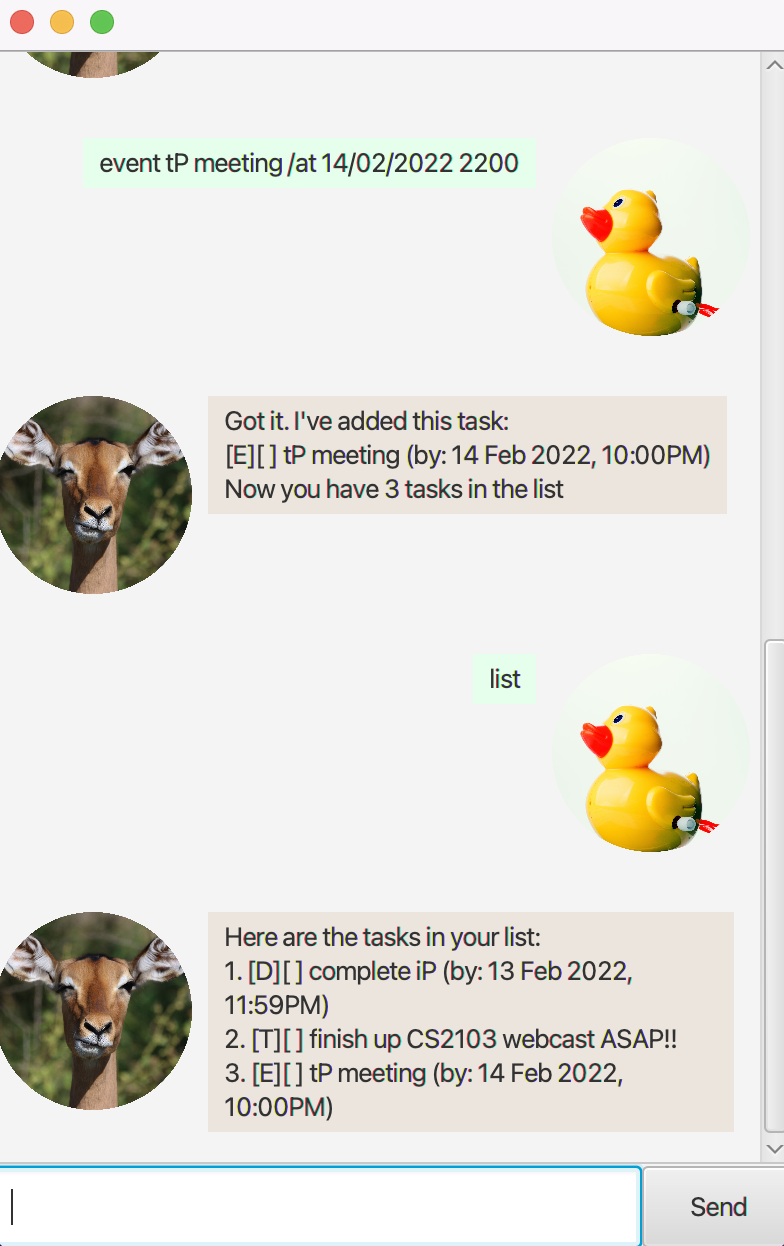 event tP meeting /at 14/02/2022 2200
Got it. I've added this task:
[E][ ] tP meeting (by: 14 Feb 2022, 10:00PM)
Now you have 3 tasks in the list
list
Here are the tasks in your list:
1. [D][ ] complete iP (by: 13 Feb 2022,
11:59PM)
2. [T][ ] finish up CS2103 webcast ASAP!!
3. [E][ ] tP meeting (by: 14 Feb 2022,
10:00PM)
Send